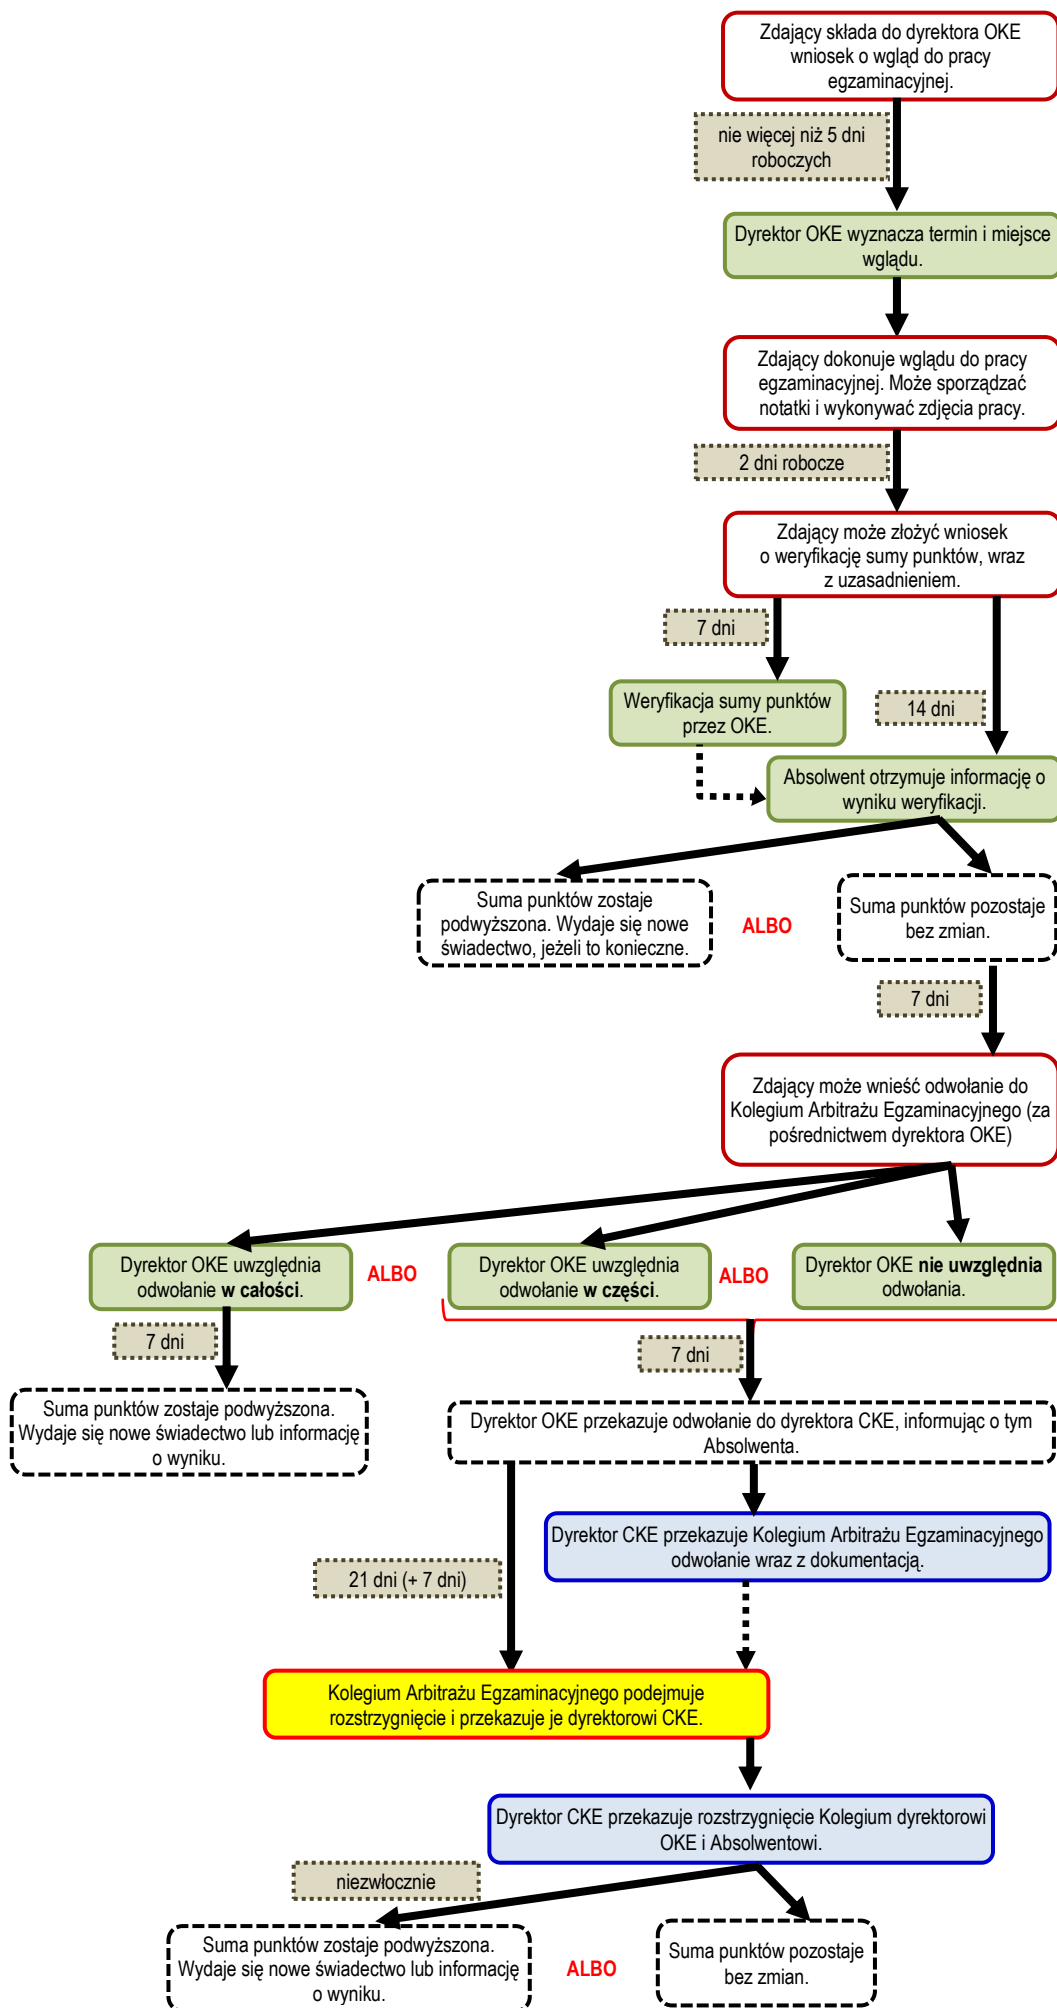 Zdający składa do dyrektora OKE
wniosek o wgląd do pracy
egzaminacyjnej.
nie więcej niż 5 dni
roboczych
Dyrektor OKE wyznacza termin i miejsce
wglądu.
Zdający dokonuje wglądu do pracy
egzaminacyjnej. Może sporządzać
notatki i wykonywać zdjęcia pracy.
2 dni robocze
Zdający może złożyć wniosek
o weryfikację sumy punktów, wraz
z uzasadnieniem.
7 dni
Weryfikacja sumy punktów
przez OKE.
14 dni
Absolwent otrzymuje informację o
wyniku weryfikacji.
Suma punktów zostaje
podwyższona. Wydaje się nowe
świadectwo, jeżeli to konieczne.
ALBO
Suma punktów pozostaje
bez zmian.
7 dni
Zdający może wnieść odwołanie do
Kolegium Arbitrażu Egzaminacyjnego (za
pośrednictwem dyrektora OKE)
Dyrektor OKE uwzględnia
odwołanie w całości.
ALBO
Dyrektor OKE uwzględnia
odwołanie w części.
ALBO
Dyrektor OKE nie uwzględnia
odwołania.
7 dni
7 dni
Suma punktów zostaje podwyższona.
Wydaje się nowe świadectwo lub informację
o wyniku.
Dyrektor OKE przekazuje odwołanie do dyrektora CKE, informując o tym
Absolwenta.
Dyrektor CKE przekazuje Kolegium Arbitrażu Egzaminacyjnego
odwołanie wraz z dokumentacją.
21 dni (+ 7 dni)
Kolegium Arbitrażu Egzaminacyjnego podejmuje
rozstrzygnięcie i przekazuje je dyrektorowi CKE.
Dyrektor CKE przekazuje rozstrzygnięcie Kolegium dyrektorowi
OKE i Absolwentowi.
niezwłocznie
Suma punktów zostaje podwyższona.
Wydaje się nowe świadectwo lub informację
o wyniku.
ALBO
Suma punktów pozostaje
bez zmian.